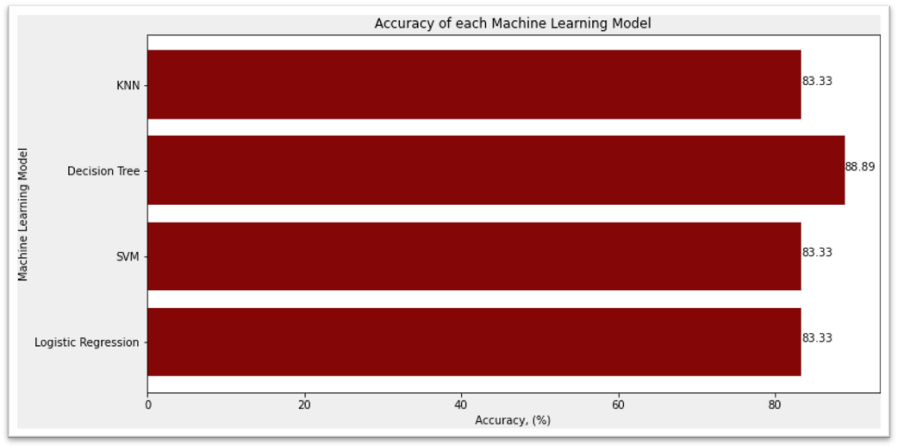 Accuracy of each Machine Learning Model
Machine Learning Model
KNN
83.33
Decision Tree
88.89
SVM
83.33
Logistic Regression
83.33
0 20 40 60 80
Accuracy, (%)